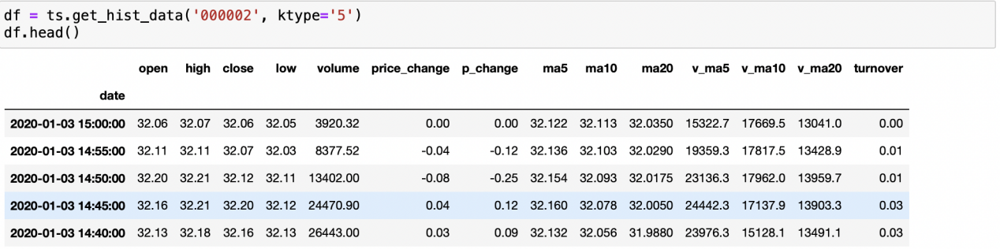 df = ts.get_hist_data('000002', ktype='5')
df.head()
open high close low volume price_change p_change ma5 ma10 ma20 v_ma5 v_ma10 v_ma20 turnover
date
2020-01-03 15:00:00 32.06 32.07 32.06 32.05 3920.32 0.00 0.00 32.122 32.113 32.0350 15322.7 17669.5 13041.0 0.00
2020-01-03 14:55:00 32.11 32.11 32.07 32.03 8377.52 -0.04 -0.12 32.136 32.103 32.0290 19359.3 17817.5 13428.9 0.01
2020-01-03 14:50:00 32.20 32.21 32.12 32.11 13402.00 -0.08 -0.25 32.154 32.093 32.0175 23136.3 17962.0 13959.7 0.01
2020-01-03 14:45:00 32.16 32.21 32.20 32.12 24470.90 0.04 0.12 32.160 32.078 32.0050 24442.3 17137.9 13903.3 0.03
2020-01-03 14:40:00 32.13 32.18 32.16 32.13 26443.00 0.03 0.09 32.132 32.056 31.9880 23976.3 15128.1 13491.1 0.03